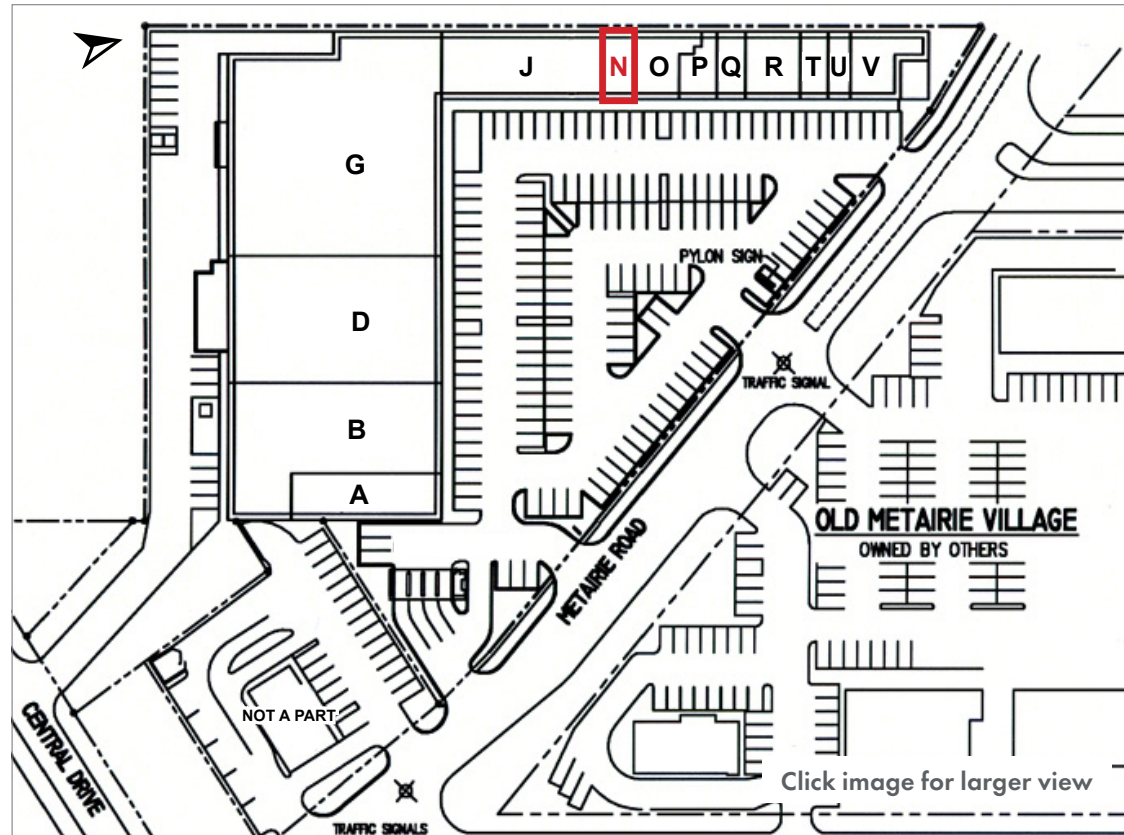 J N O P Q R T U V
G
PYLON SIGN
D
TRAFFIC SIGNAL
B
A
OLD METAIRIE VILLAGE
OWNED BY OTHERS
METAIRIE ROAD
NOT A PART
CENTRAL DRIVE
Click image for larger view
TRAFFIC SIGNALS